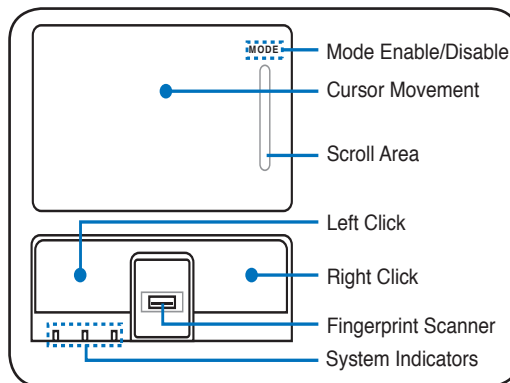 MODE
Mode Enable/Disable
Cursor Movement
Scroll Area
Left Click
Right Click
Fingerprint Scanner
System Indicators